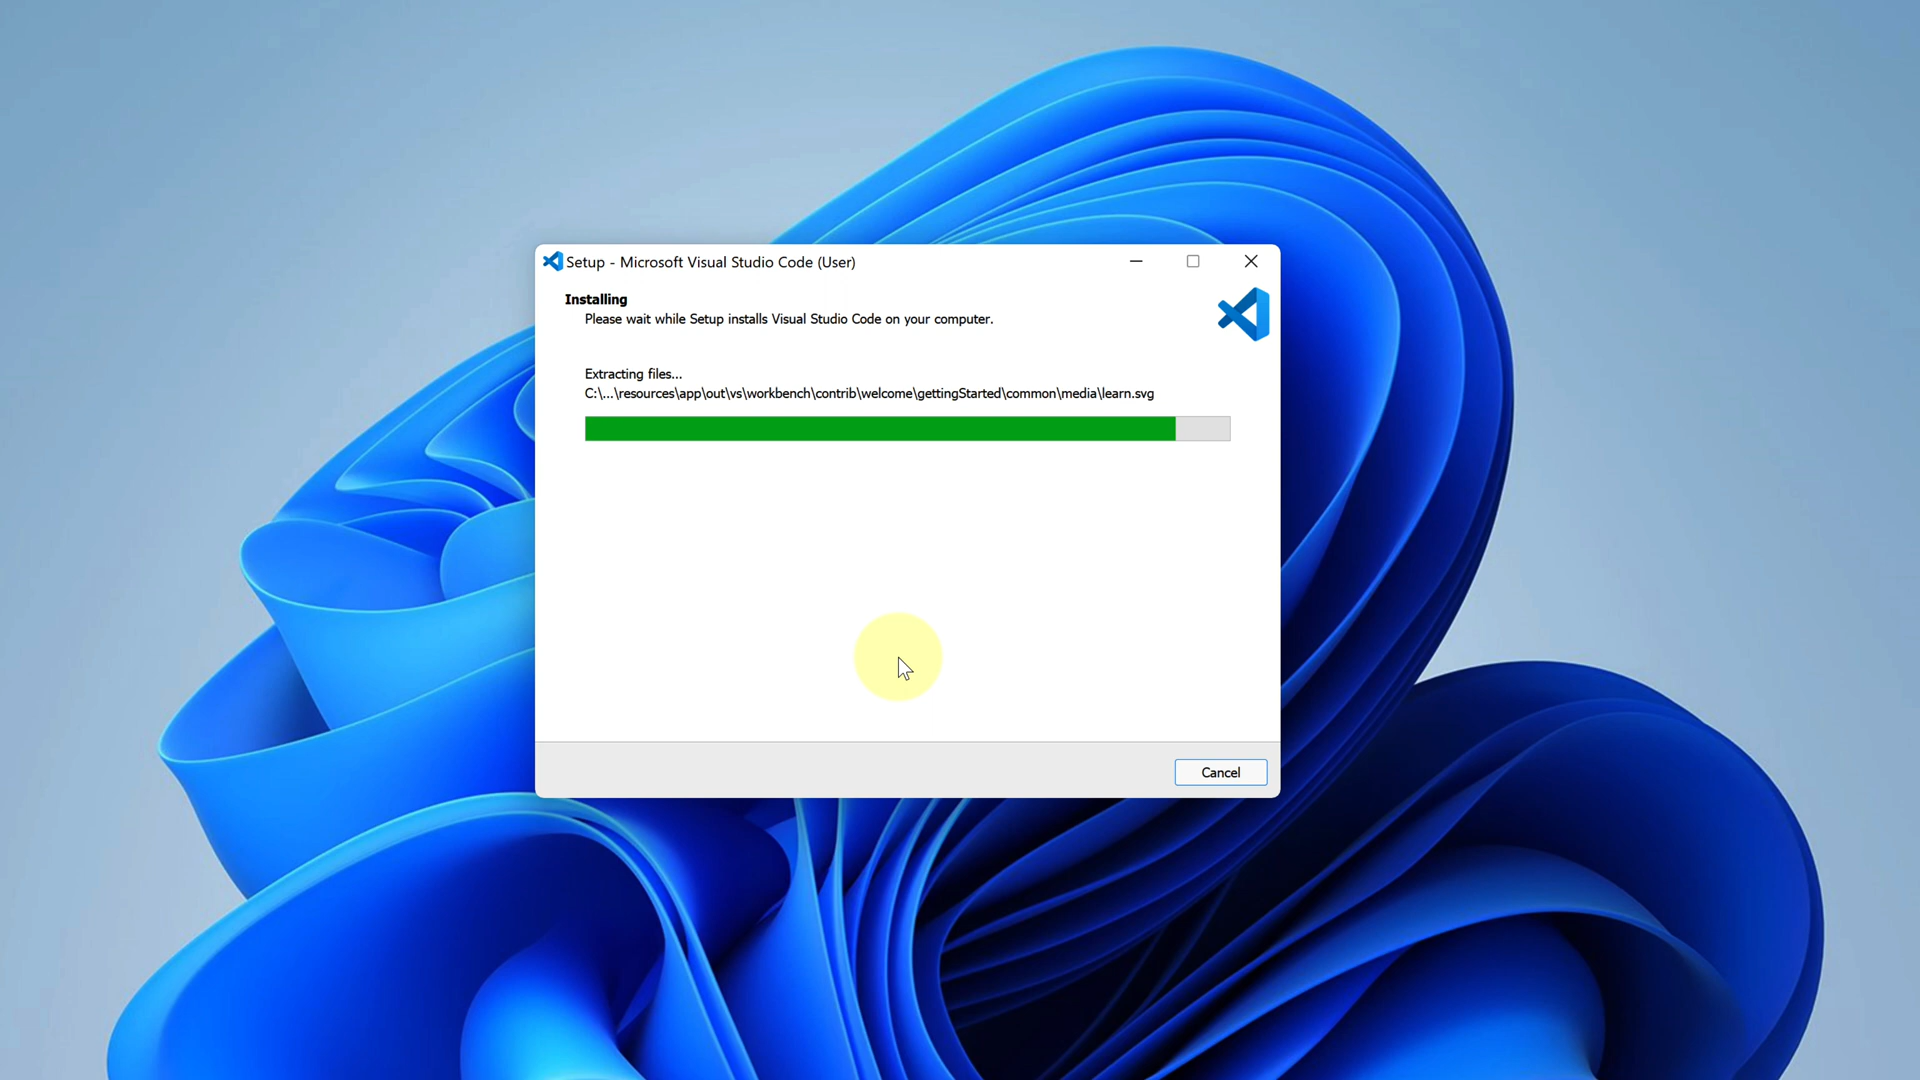 Setup - Microsoft Visual Studio Code (User)
Installing
Please wait while Setup installs Visual Studio Code on your computer.
Extracting files...
C:\...\resources\app\out\vs\workbench\contrib\welcome\gettingStarted\common\media\learn.svg
Cancel